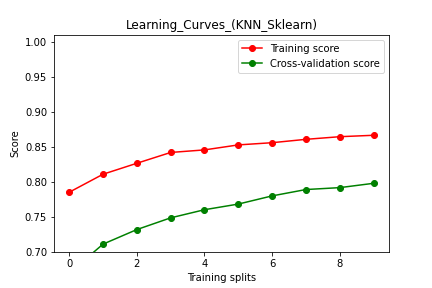 Learning_Curves_(KNN_Sklearn)
Training score
Cross-validation score
1.00
0.95
0.90
0.85
0.80
0.75
0.70
Score
0 2 4 6 8
Training splits